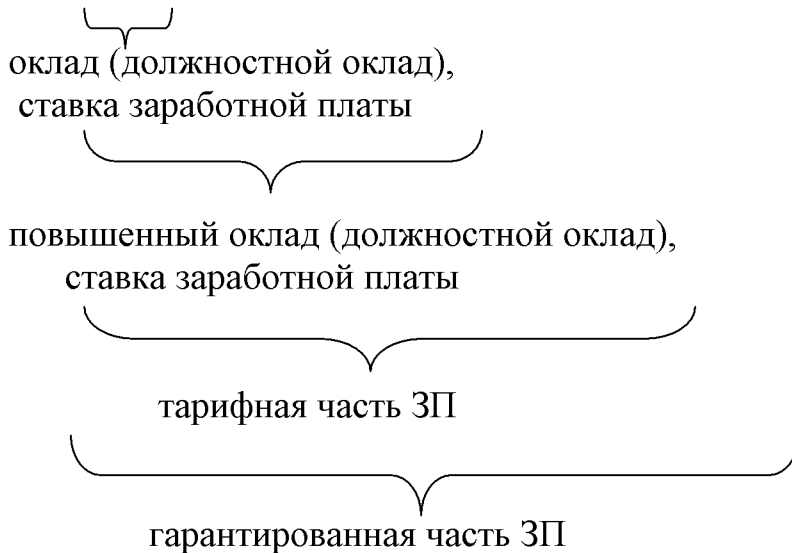 оклад (должностной оклад),
ставка заработной платы
повышенный оклад (должностной оклад),
ставка заработной платы
тарифная часть ЗП
гарантированная часть ЗП